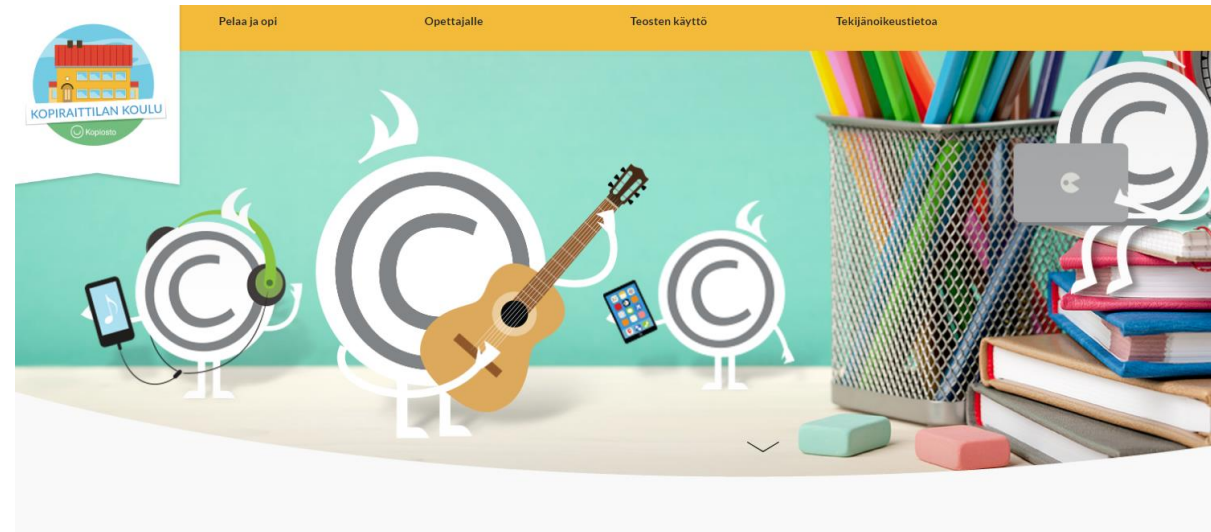 Pelaa ja opi
Opettajalle
Teosten käyttö
Tekijänoikeustietoa
KOPIRAITTILAN KOULU
Kopiosto